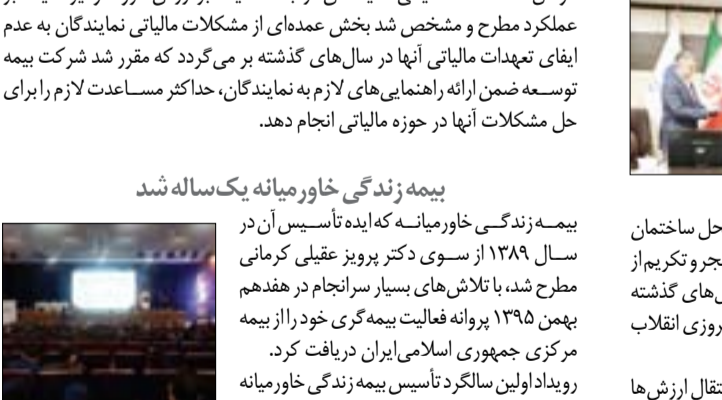 عملکرد مطرح و مشخص شد بخش عمده‌ای از مشکلات مالیاتی نمایندگان به عدم
ایفای تعهدات مالیاتی آنها در سال‌های گذشته بر می‌گردد که مقرر شد شرکت بیمه
توسعه ضمن ارائه راهنمایی‌های لازم به نمایندگان، حداکثر مساعدت لازم را برای
حل مشکلات آنها در حوزه مالیاتی انجام دهد.
بیمه زندگی خاورمیانه یک‌ساله شد
بیمه زندگی خاورمیانه که ایده تأسیس آن در
سال ۱۳۸۹ از سوی دکتر پرویز عقیلی کرمانی
مطرح شد، با تلاش‌های بسیار سرانجام در هفدهم
بهمن ۱۳۹۵ پروانه فعالیت بیمه‌گری خود را از بیمه
مرکزی جمهوری اسلامی‌ایران دریافت کرد.
رویداد اولین سالگرد تأسیس بیمه زندگی خاورمیانه
حل ساختمان
جر و تکریم از
ل‌های گذشته
روزی انقلاب
تقال ارزش‌ها